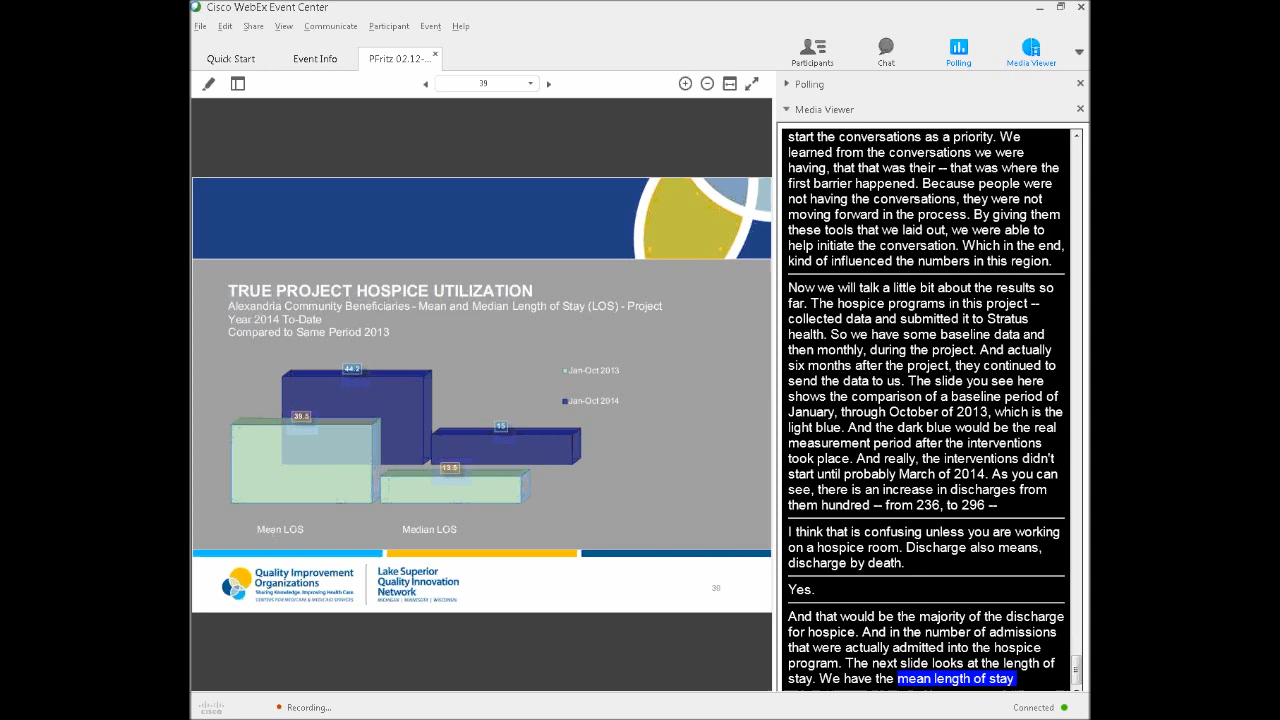 Cisco WebEx Event Center
File Edit Share View Communicate Participant Event Help
Quick Start Event Info PFritz 02.12-...
Participants Chat Polling Media Viewer
39
Polling
Media Viewer
TRUE PROJECT HOSPICE UTILIZATION
Alexandria Community Beneficiaries - Mean and Median Length of Stay (LOS) - Project
Year 2014 To-Date
Compared to Same Period 2013
44.2
39.5
15
13.5
Jan-Oct 2013
Jan-Oct 2014
Mean LOS Median LOS
Quality Improvement
Organizations
Sharing Knowledge. Improving Health Care.
CENTERS FOR MEDICARE & MEDICAID SERVICES
Lake Superior
Quality Innovation
Network
MICHIGAN | MINNESOTA | WISCONSIN
39
start the conversations as a priority. We
learned from the conversations we were
having, that that was their -- that was where the
first barrier happened. Because people were
not having the conversations, they were not
moving forward in the process. By giving them
these tools that we laid out, we were able to
help initiate the conversation. Which in the end,
kind of influenced the numbers in this region.
Now we will talk a little bit about the results so
far. The hospice programs in this project --
collected data and submitted it to Stratus
health. So we have some baseline data and
then monthly, during the project. And actually
six months after the project, they continued to
send the data to us. The slide you see here
shows the comparison of a baseline period of
January, through October of 2013, which is the
light blue. And the dark blue would be the real
measurement period after the interventions
took place. And really, the interventions didn't
start until probably March of 2014. As you can
see, there is an increase in discharges from
them hundred -- from 236, to 296 --
I think that is confusing unless you are working
on a hospice room. Discharge also means,
discharge by death.
Yes.
And that would be the majority of the discharge
for hospice. And in the number of admissions
that were actually admitted into the hospice
program. The next slide looks at the length of
stay. We have the mean length of stay
cisco Recording... Connected